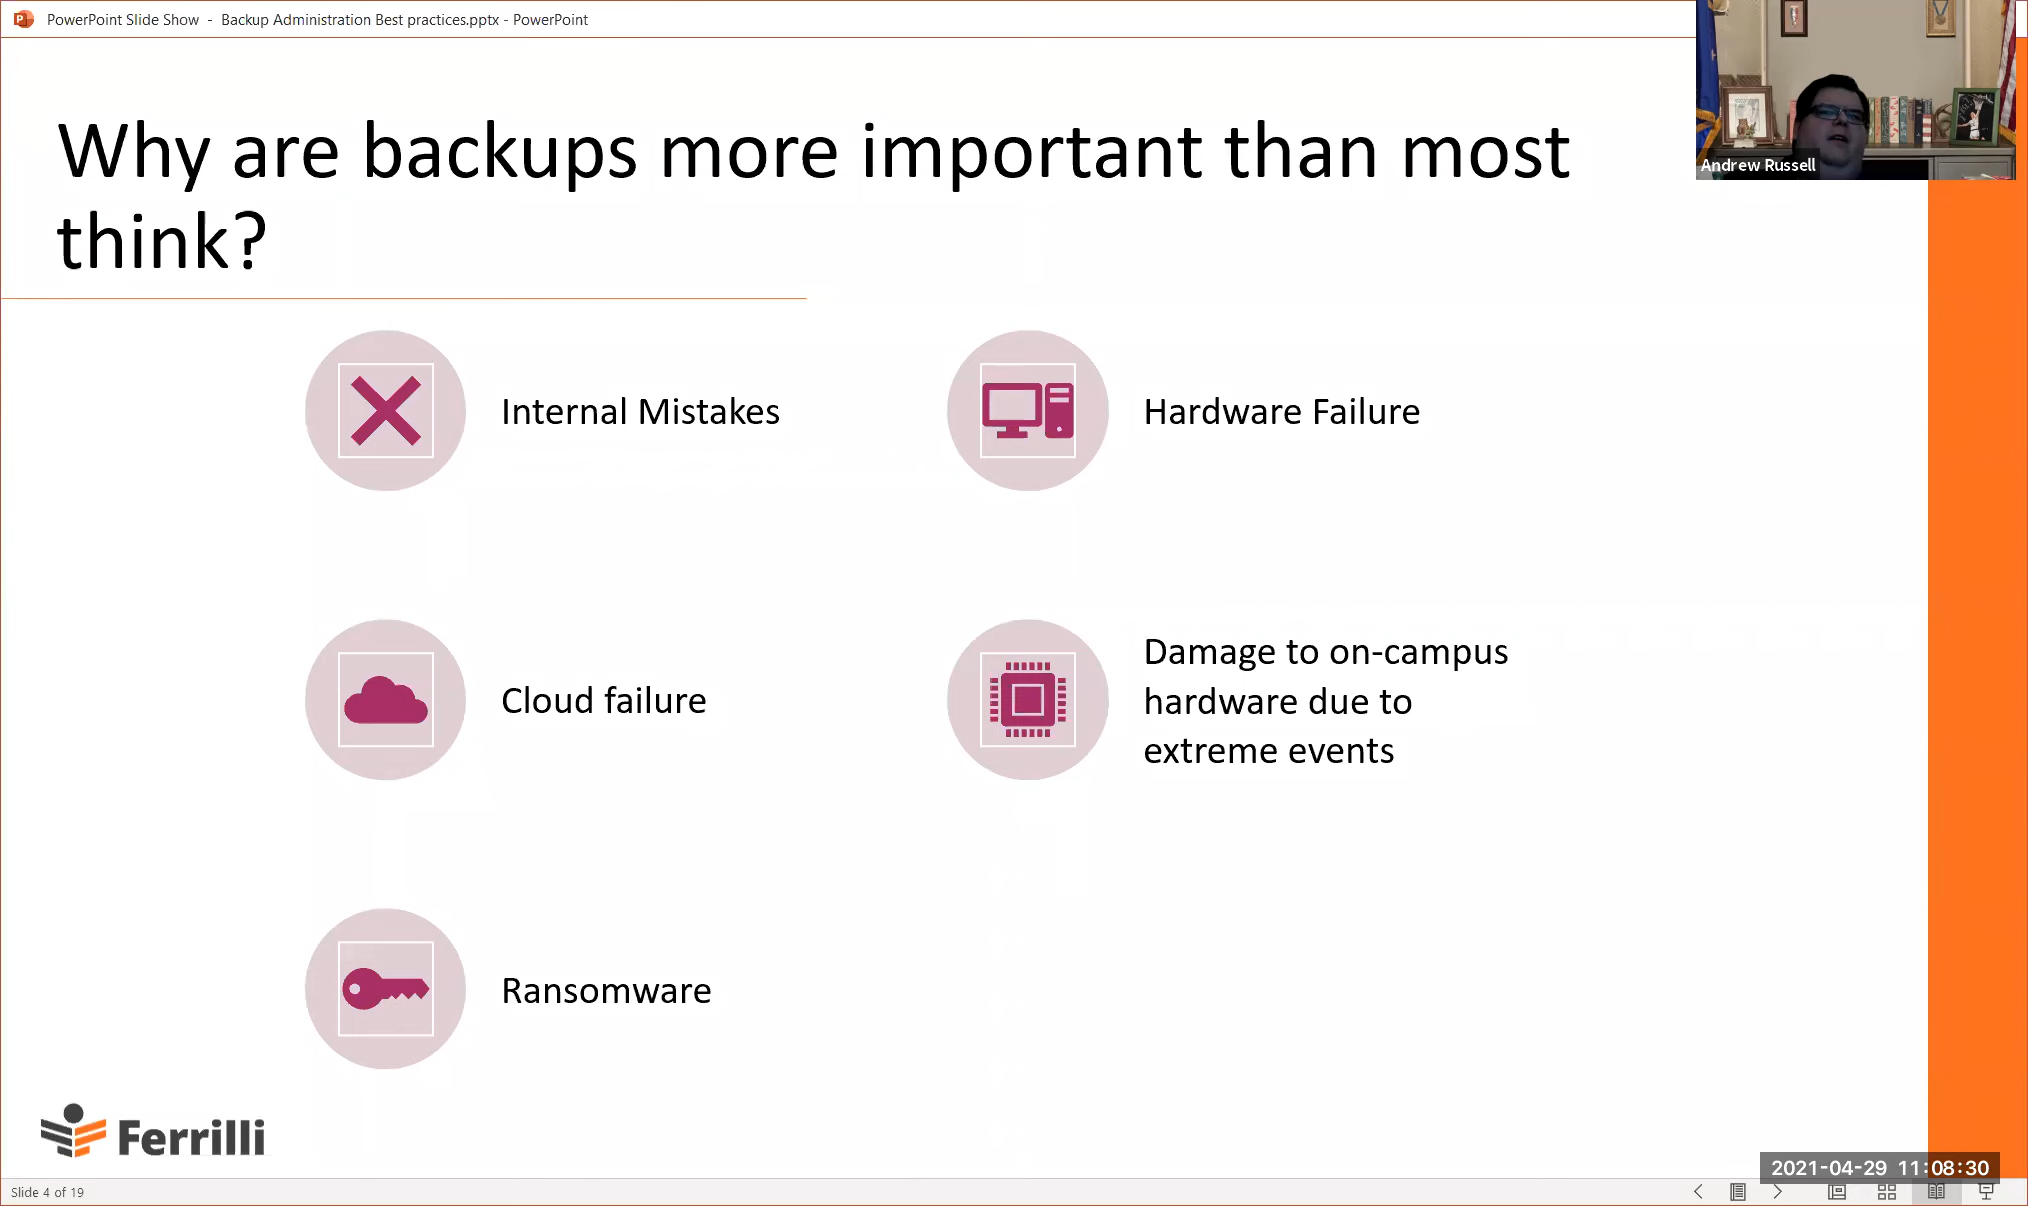 PowerPoint Slide Show - Backup Administration Best practices.pptx - PowerPoint
Andrew Russell
Why are backups more important than most
think?
Internal Mistakes
Hardware Failure
Cloud failure
Damage to on-campus
hardware due to
extreme events
Ransomware
Ferrilli
2021-04-29 11:08:30
Slide 4 of 19